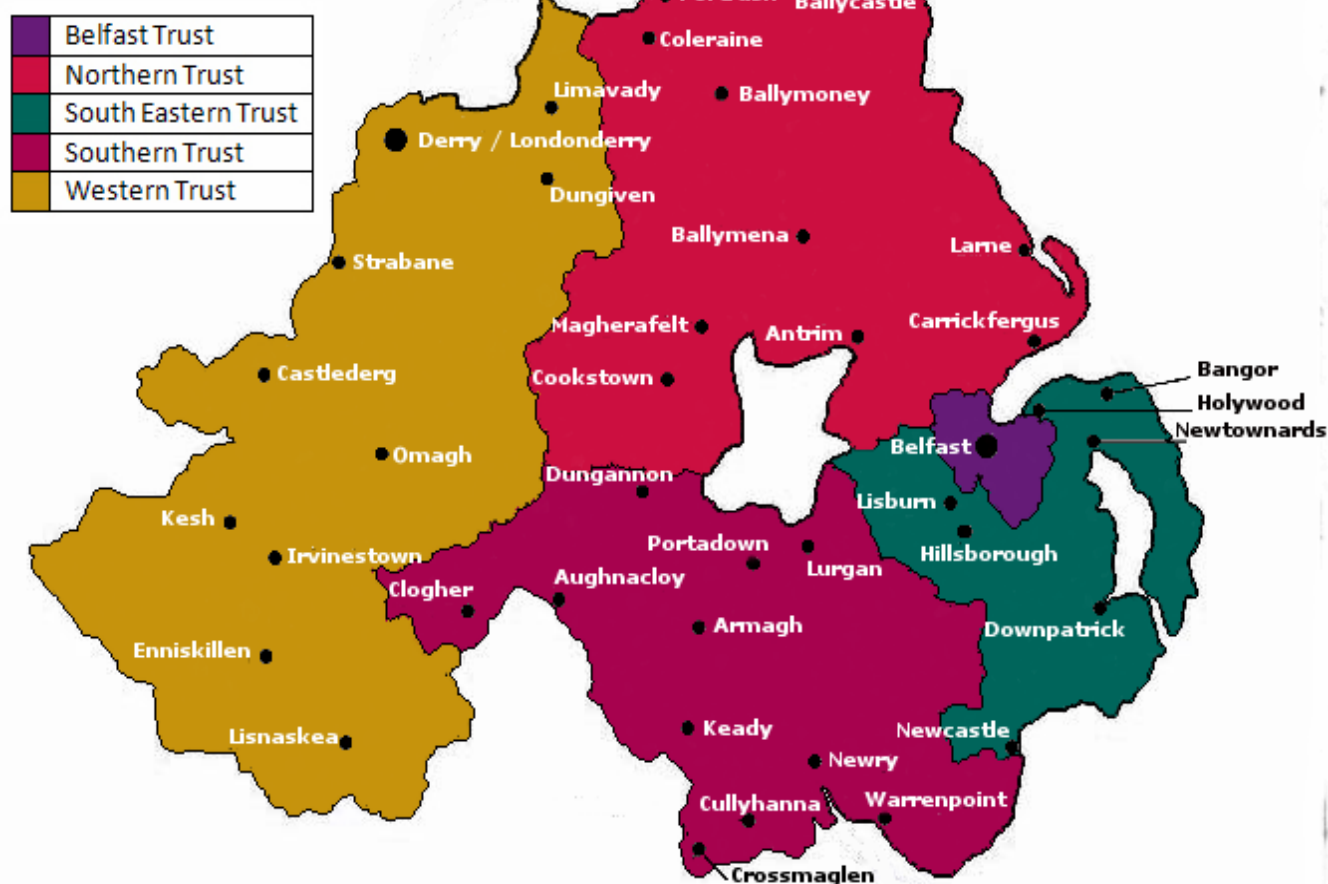 Belfast Trust
Northern Trust
South Eastern Trust
Southern Trust
Western Trust
Ballycastle
Coleraine
Limavady
Ballymoney
Derry / Londonderry
Dungiven
Ballymena
Larne
Strabane
Magherafelt
Antrim
Carrickfergus
Castlederg
Cookstown
Bangor
Holywood
Newtownards
Belfast
Omagh
Dungannon
Lisburn
Kesh
Portadown
Hillsborough
Irvinestown
Lurgan
Clogher
Aughnacloy
Armagh
Downpatrick
Enniskillen
Lisnaskea
Keady
Newcastle
Newry
Cullyhanna
Warrenpoint
Crossmaglen